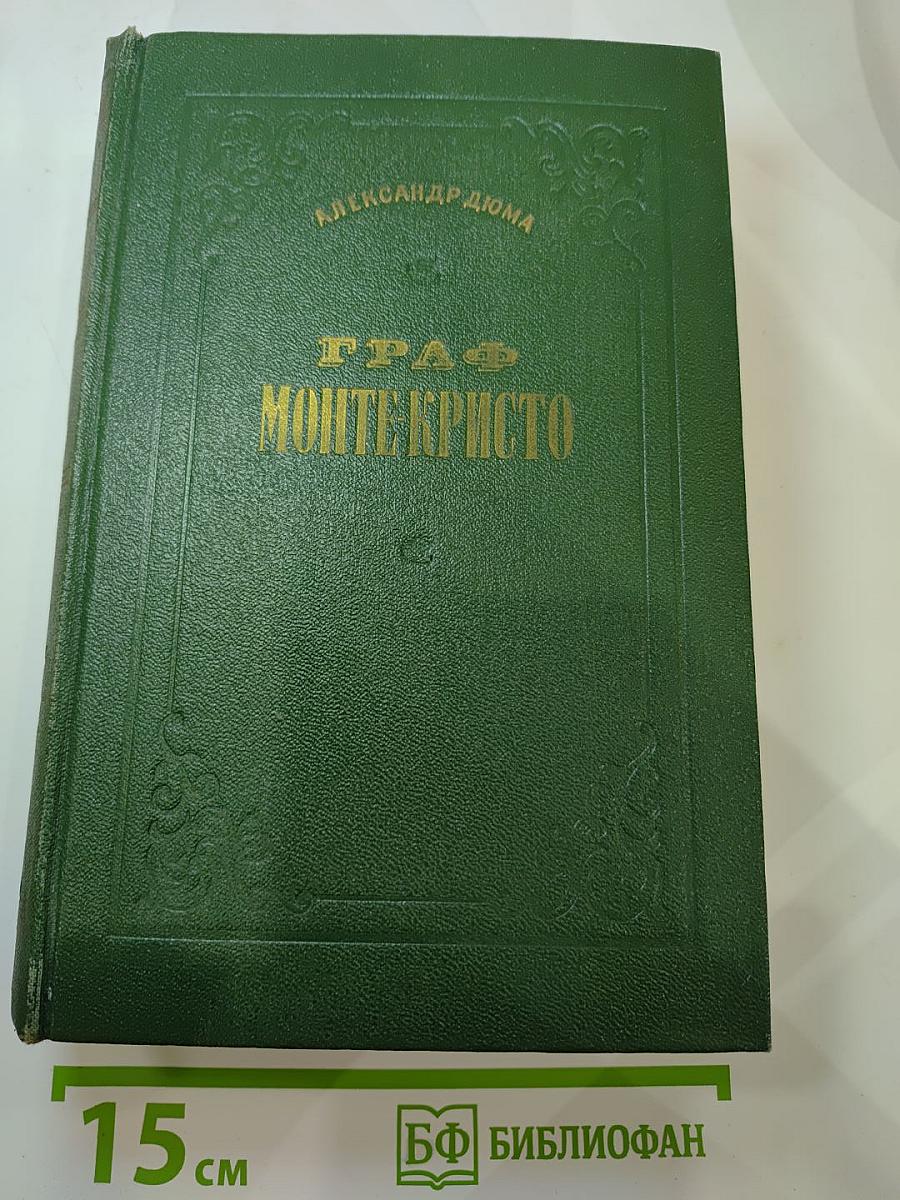 АЛЕКСАНДР ДЮМА
ГРАФ
МОНТЕ-КРИСТО
15 см
БФ БИБЛИОФАН